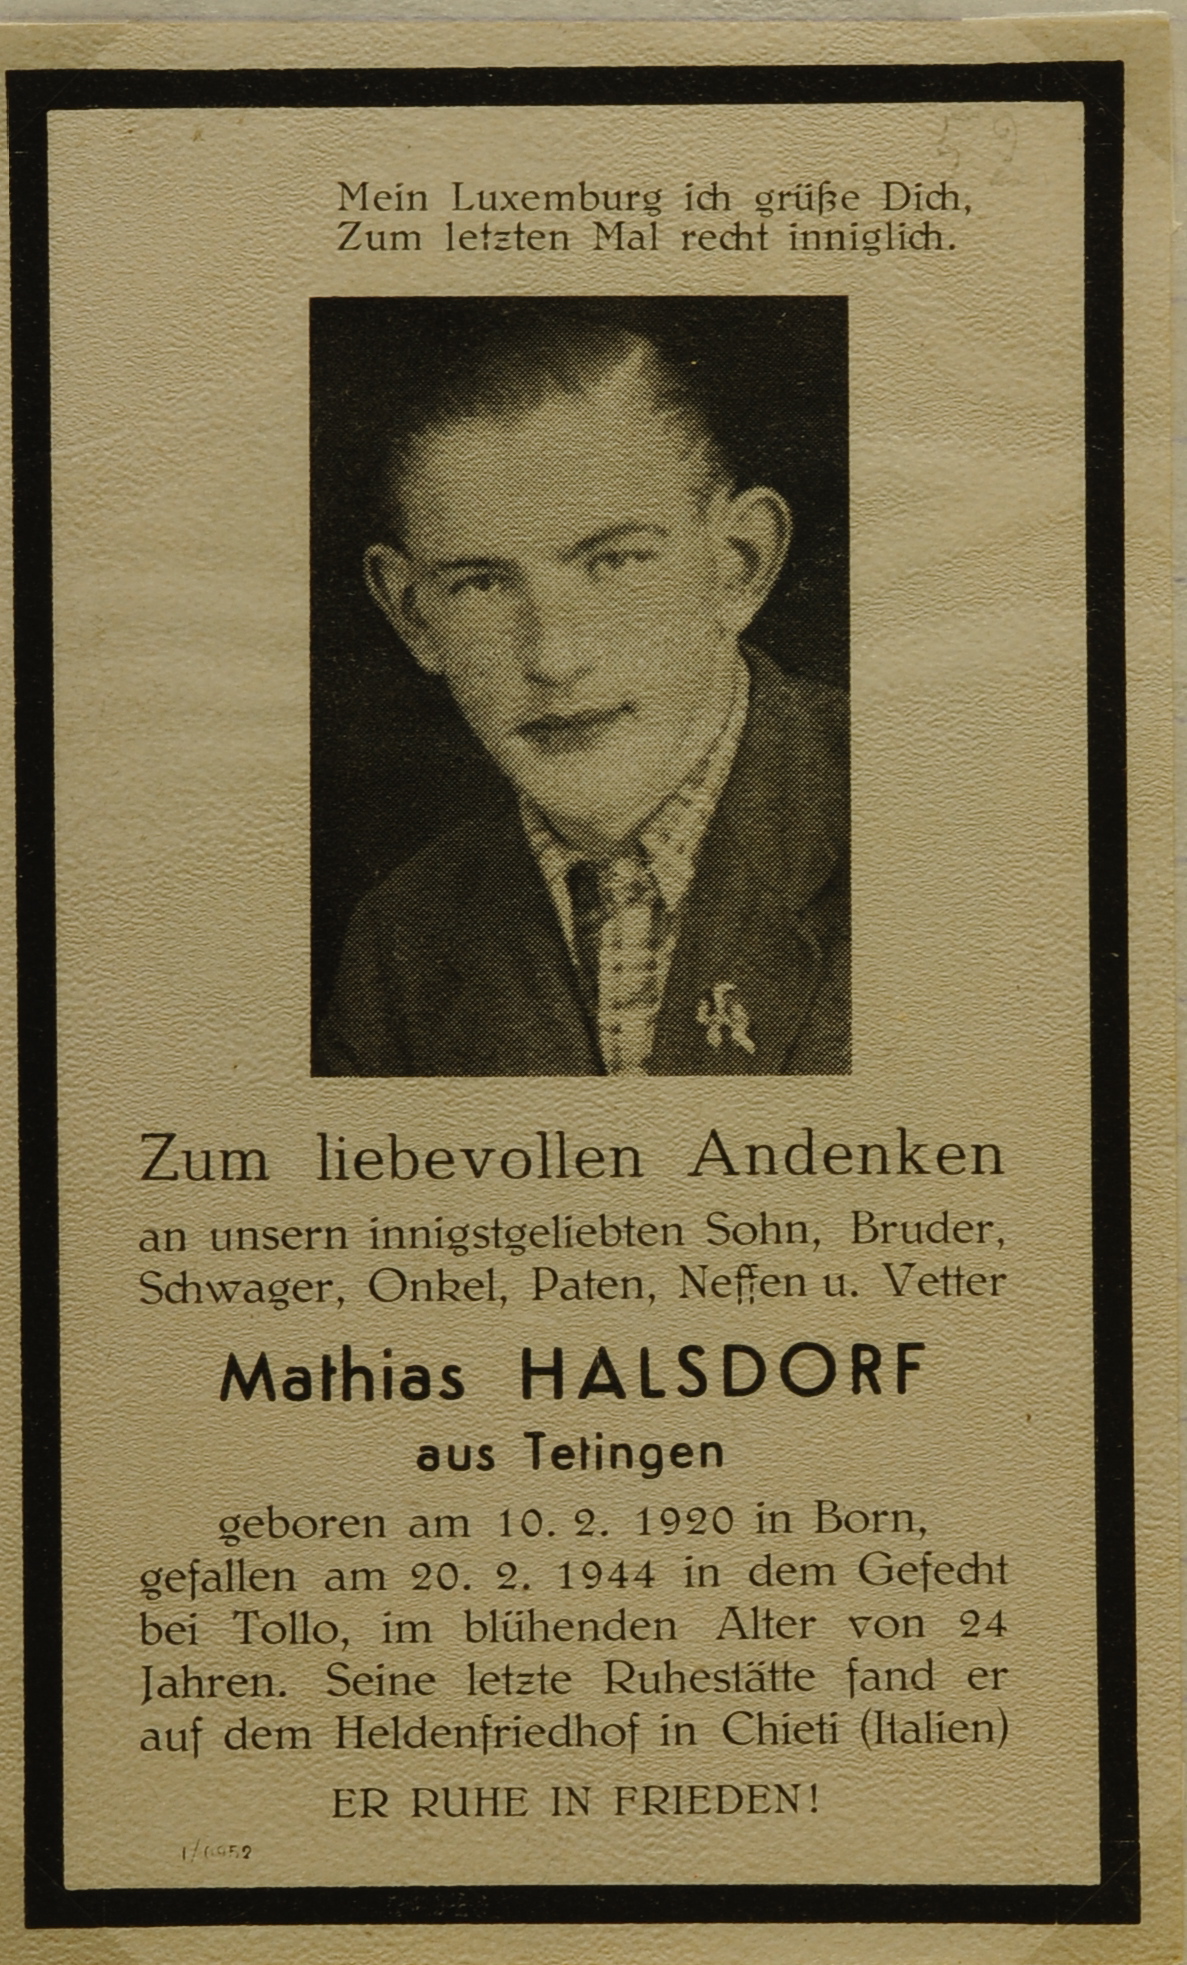 52
Mein Luxemburg ich grüße Dich,
Zum letzten Mal recht inniglich.
Zum liebevollen Andenken
an unsern innigstgeliebten Sohn, Bruder,
Schwager, Onkel, Paten, Neffen u. Vetter
Mathias HALSDORF
aus Tetingen
geboren am 10. 2. 1920 in Born,
gefallen am 20. 2. 1944 in dem Gefecht
bei Tollo, im blühenden Alter von 24
Jahren. Seine letzte Ruhestätte fand er
auf dem Heldenfriedhof in Chieti (Italien)
ER RUHE IN FRIEDEN!